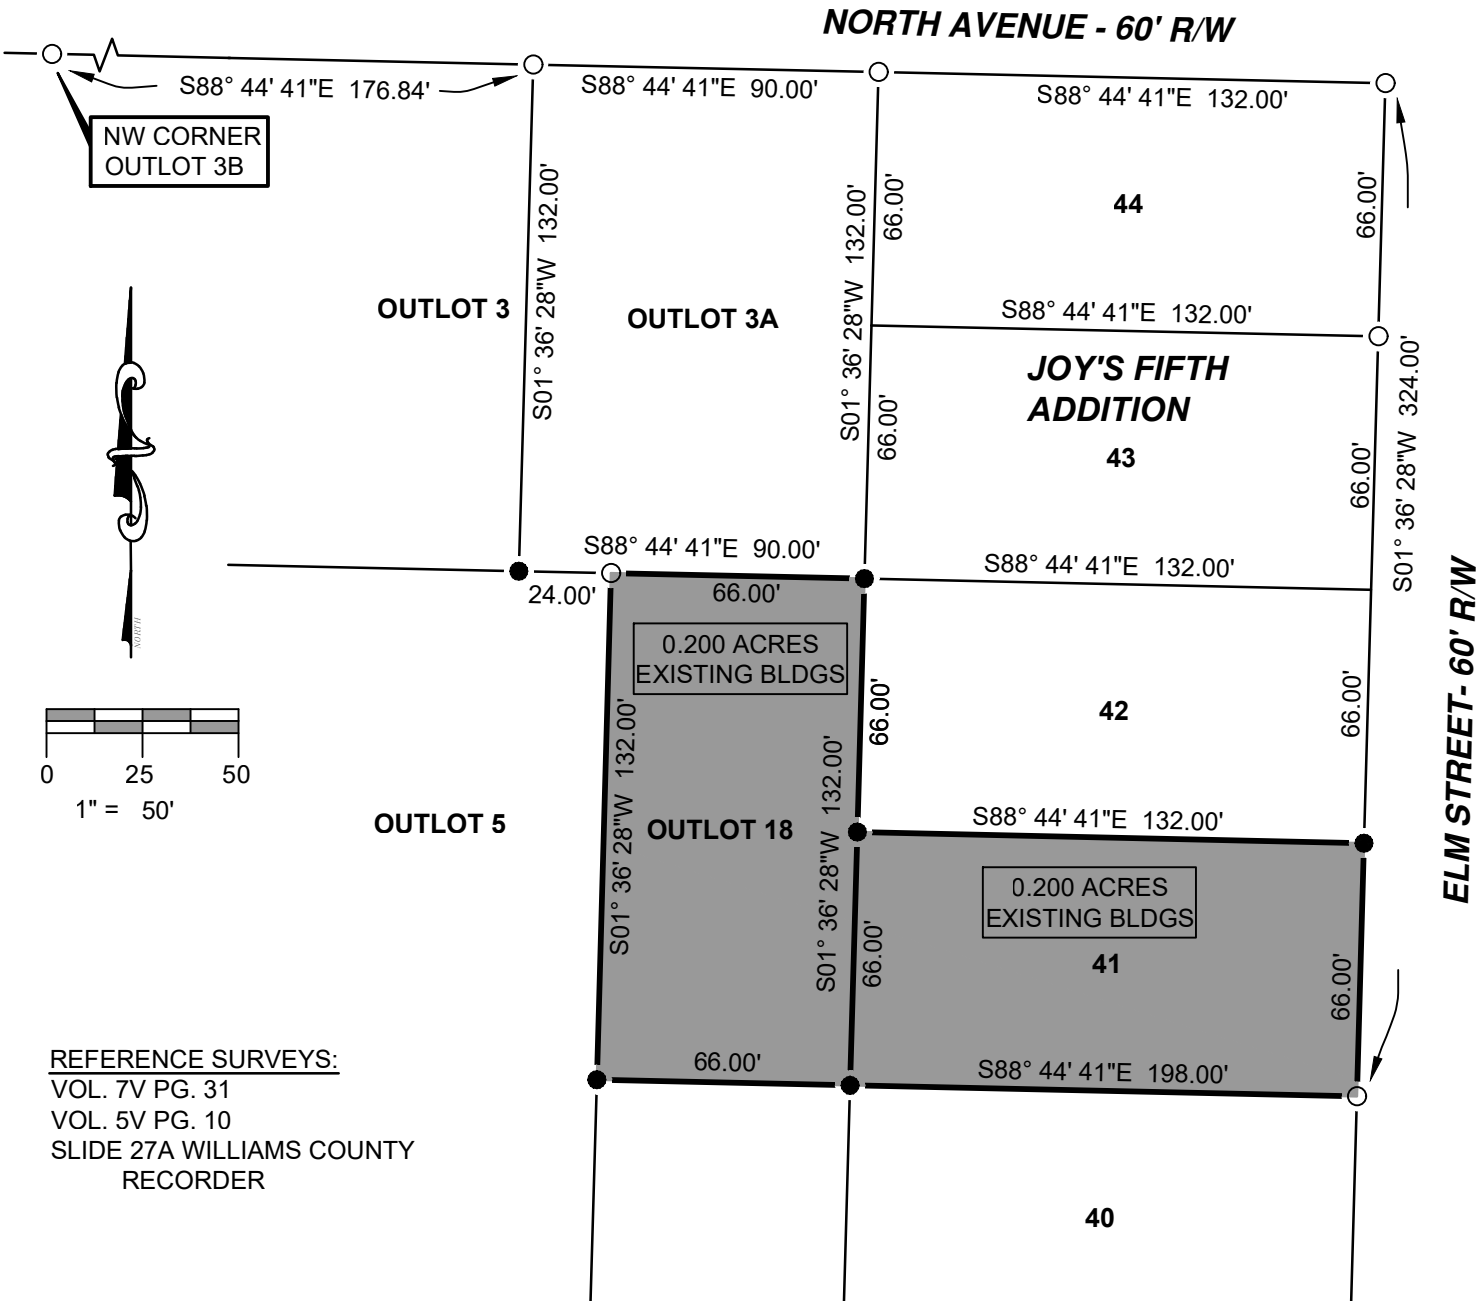 NORTH AVENUE - 60' R/W
S88° 44' 41"E 176.84'
S88° 44' 41"E 90.00'
S88° 44' 41"E 132.00'
NW CORNER
OUTLOT 3B
S01° 36' 28"W 132.00'
S01° 36' 28"W 132.00'
66.00'
44
66.00'
OUTLOT 3
OUTLOT 3A
S88° 44' 41"E 132.00'
JOY'S FIFTH
ADDITION
43
66.00'
66.00'
S01° 36' 28"W 324.00'
S88° 44' 41"E 90.00'
S88° 44' 41"E 132.00'
24.00'
66.00'
NORTH
0.200 ACRES
EXISTING BLDGS
66.00'
42
66.00'
ELM STREET- 60' R/W
0 25 50
1" = 50'
OUTLOT 5
S01° 36' 28"W 132.00'
OUTLOT 18
S01° 36' 28"W 132.00'
S88° 44' 41"E 132.00'
0.200 ACRES
EXISTING BLDGS
66.00'
41
66.00'
66.00'
S88° 44' 41"E 198.00'
REFERENCE SURVEYS:
VOL. 7V PG. 31
VOL. 5V PG. 10
SLIDE 27A WILLIAMS COUNTY
RECORDER
40